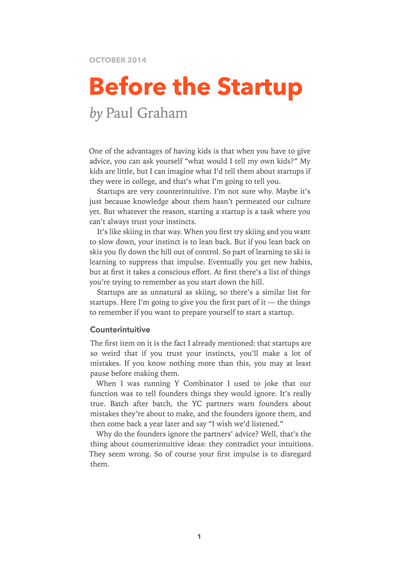 OCTOBER 2014
Before the Startup
by Paul Graham
One of the advantages of having kids is that when you have to give
advice, you can ask yourself “what would I tell my own kids?” My
kids are little, but I can imagine what I’d tell them about startups if
they were in college, and that’s what I’m going to tell you.
Startups are very counterintuitive. I’m not sure why. Maybe it’s
just because knowledge about them hasn’t permeated our culture
yet. But whatever the reason, starting a startup is a task where you
can’t always trust your instincts.
It’s like skiing in that way. When you first try skiing and you want
to slow down, your instinct is to lean back. But if you lean back on
skis you fly down the hill out of control. So part of learning to ski is
learning to suppress that impulse. Eventually you get new habits,
but at first it takes a conscious effort. At first there’s a list of things
you’re trying to remember as you start down the hill.
Startups are as unnatural as skiing, so there’s a similar list for
startups. Here I’m going to give you the first part of it — the things
to remember if you want to prepare yourself to start a startup.
Counterintuitive
The first item on it is the fact I already mentioned: that startups are
so weird that if you trust your instincts, you’ll make a lot of
mistakes. If you know nothing more than this, you may at least
pause before making them.
When I was running Y Combinator I used to joke that our
function was to tell founders things they would ignore. It’s really
true. Batch after batch, the YC partners warn founders about
mistakes they’re about to make, and the founders ignore them, and
then come back a year later and say “I wish we’d listened.”
Why do the founders ignore the partners’ advice? Well, that’s the
thing about counterintuitive ideas: they contradict your intuitions.
They seem wrong. So of course your first impulse is to disregard
them.
1